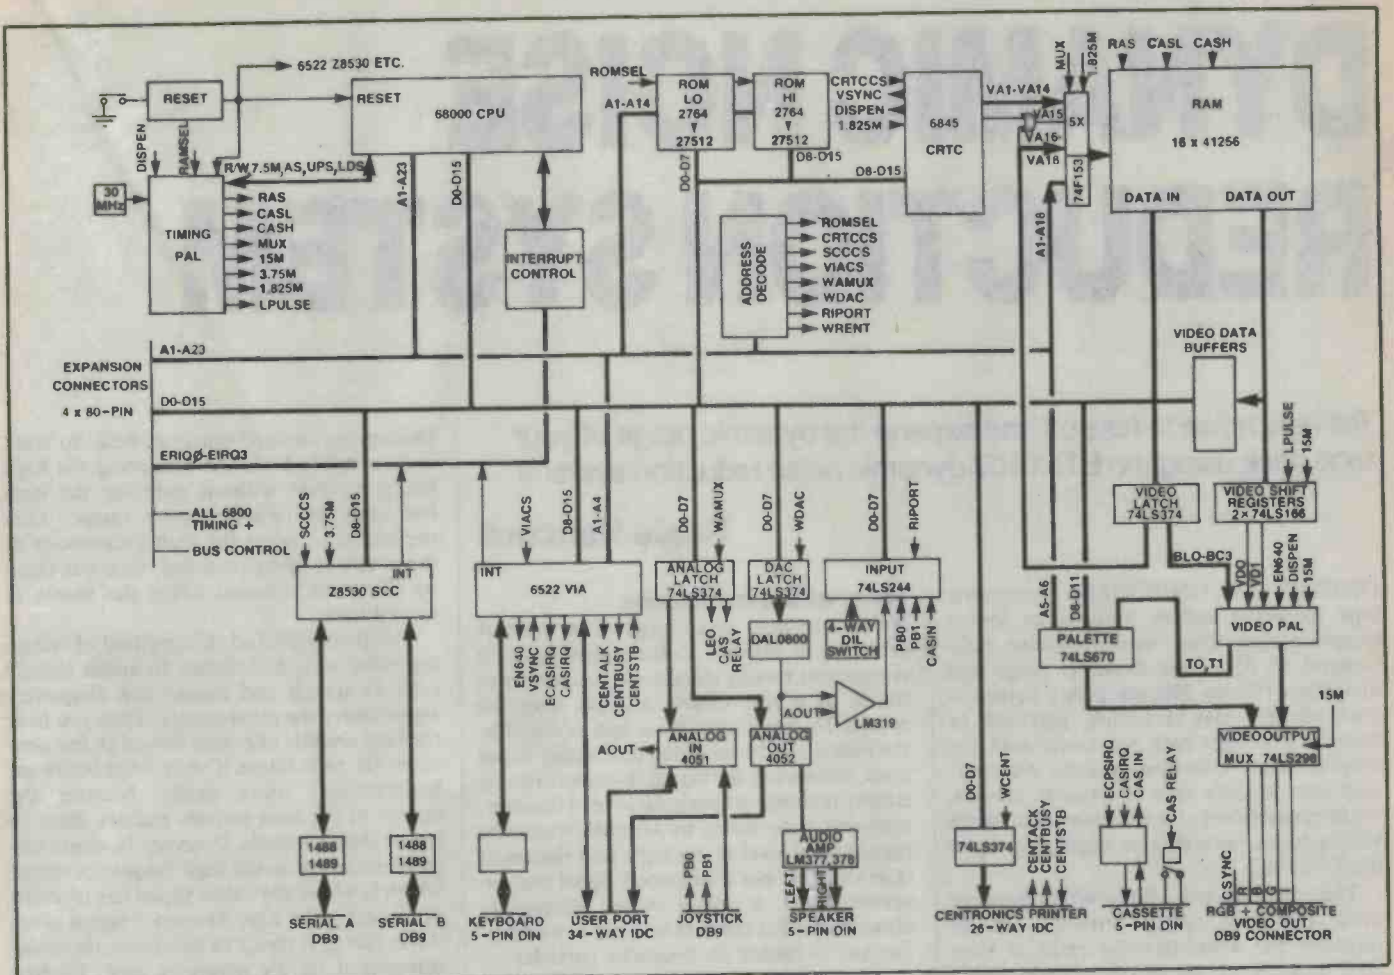 6522 Z8530 ETC.
RESET
RESET
68000 CPU
DISPEN
RAMSEL
R/W,7.5M,AS,UPS,LDS
30
MHz
TIMING
PAL
RAS
CASL
CASH
MUX
15M
3.75M
1.825M
LPULSE
A1-A23
D0-D15
INTERRUPT
CONTROL
ROMSEL
A1-A14
ROM
LO
2764
27512
ROM
HI
2764
27512
D0-D7
D8-D15
CRTCCS
VSYNC
DISPEN
1.825M
6845
CRTC
D8-D15
VA1-VA14
VA15
VA16
VA18
MUX
1.825M
5X
74F153
A1-A18
RAS CASL CASH
RAM
16 x 41256
DATA IN DATA OUT
ADDRESS
DECODE
ROMSEL
CRTCCS
SCCCS
VIACS
WAMUX
WDAC
RIPORT
WRENT
EXPANSION
CONNECTORS
4 x 80-PIN
A1-A23
D0-D15
ERIQØ-EIRQ3
ALL 6800
TIMING +
BUS CONTROL
VIDEO DATA
BUFFERS
LPULSE
15M
SCCCS
3.75M
D8-D15
INT
Z8530 SCC
VIACS
D8-D15
A1-A4
INT
6522 VIA
EN640
VSYNC
ECASIRQ
CASIRQ
CENTALK
CENTBUSY
CENTSTB
D0-D7
WAMUX
ANALOG
LATCH
74LS374
LEO
CAS
RELAY
D0-D7
WDAC
DAC LATCH
74LS374
DAL0800
D0-D7
RIPORT
INPUT
74LS244
4-WAY
DIL
SWITCH
PB0
PB1
CASIN
AOUT
LM319
AOUT
ANALOG
IN
4051
ANALOG
OUT
4052
AUDIO
AMP
LM377,378
LEFT
RIGHT
VIDEO
LATCH
74LS374
VIDEO SHIFT
REGISTERS
2x 74LS166
BLO-BC3
VDO
VD1
EN640
DISPEN
15M
VIDEO PAL
A5-A6
D8-D11
PALETTE
74LS670
TO,T1
15M
VIDEO OUTPUT
MUX 74LS298
D0-D7
WCENT
74LS374
CENTACK
CENTBUSY
CENTSTB
ECPSIRQ
CASIRQ
CAS IN
CAS RELAY
CSYNC
R
B
G
I
1488
1489
1488
1489
PB0
PB1
SERIAL A
DB9
SERIAL B
DB9
KEYBOARD
5-PIN DIN
USER PORT
34-WAY IDC
JOYSTICK
DB9
SPEAKER
5-PIN DIN
CENTRONICS PRINTER
26-WAY IDC
CASSETTE
5-PIN DIN
RGB + COMPOSITE
VIDEO OUT
DB9 CONNECTOR